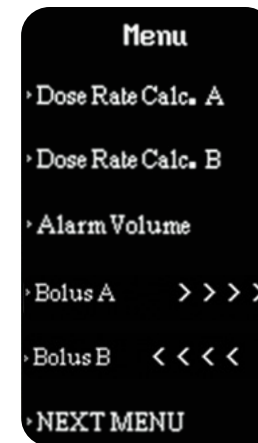 Menu
Dose Rate Calc. A
Dose Rate Calc. B
Alarm Volume
Bolus A > > > >
Bolus B < < < <
NEXT MENU